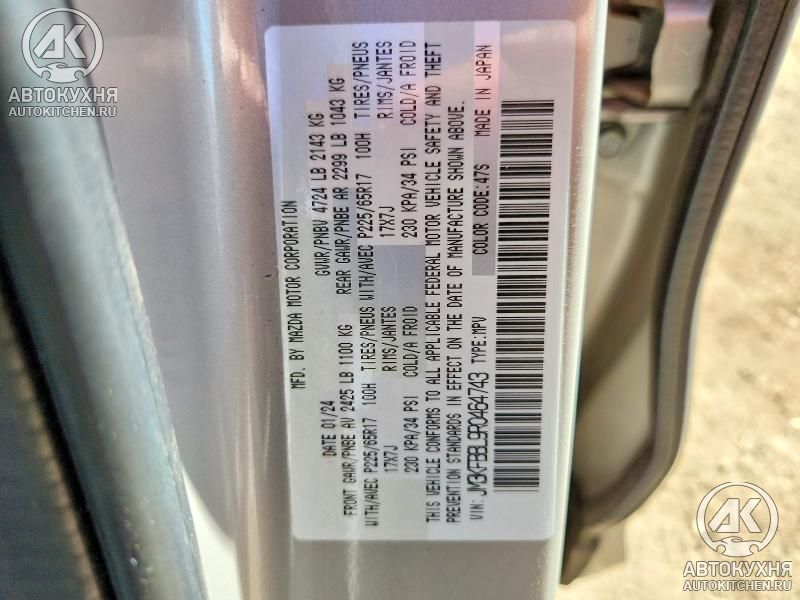 MFD. BY MAZDA MOTOR CORPORATION
DATE 01/24 GVWR/PNBV 4724 LB 2143 KG
FRONT GAWR/PNBE AV 2425 LB 1100 KG REAR GAWR/PNBE AR 2299 LB 1043 KG
WITH/AVEC P225/65R17 100H TIRES/PNEUS WITH/AVEC P225/65R17 100H TIRES/PNEUS
17X7J RIMS/JANTES 17X7J RIMS/JANTES
230 KPA/34 PSI COLD/A FROID 230 KPA/34 PSI COLD/A FROID
THIS VEHICLE CONFORMS TO ALL APPLICABLE FEDERAL MOTOR VEHICLE SAFETY AND THEFT
PREVENTION STANDARDS IN EFFECT ON THE DATE OF MANUFACTURE SHOWN ABOVE.
VIN: JM3KFBBL9R0464743 TYPE:MPV COLOR CODE:47S MADE IN JAPAN
AK
АВТОКУХНЯ
AUTOKITCHEN.RU
AK
АВТОКУХНЯ
AUTOKITCHEN.RU